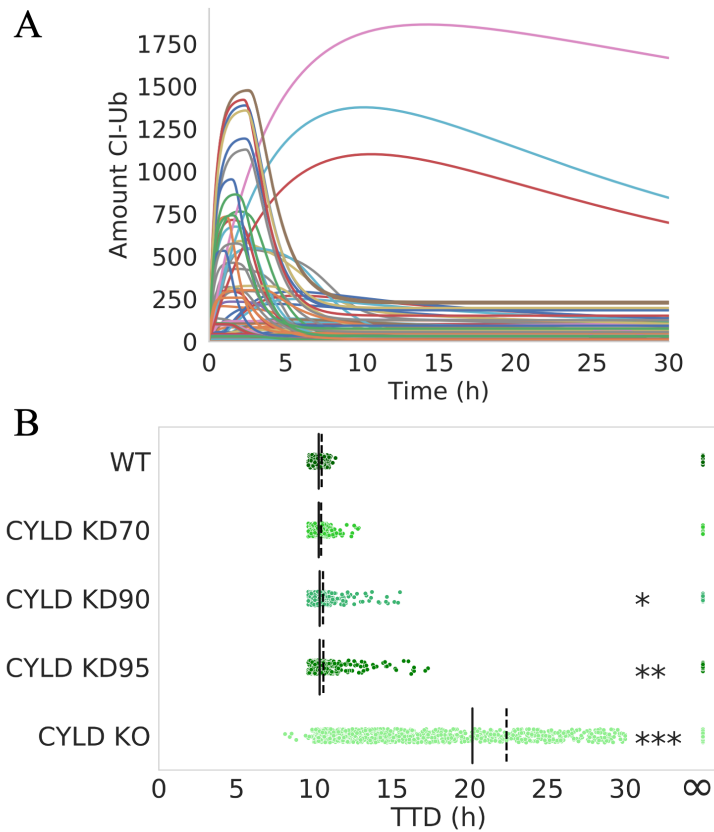 A
Amount CI-Ub
1750
1500
1250
1000
750
500
250
0
0 5 10 15 20 25 30
Time (h)
B
WT
CYLD KD70
CYLD KD90 *
CYLD KD95 **
CYLD KO ***
0 5 10 15 20 25 30 ∞
TTD (h)